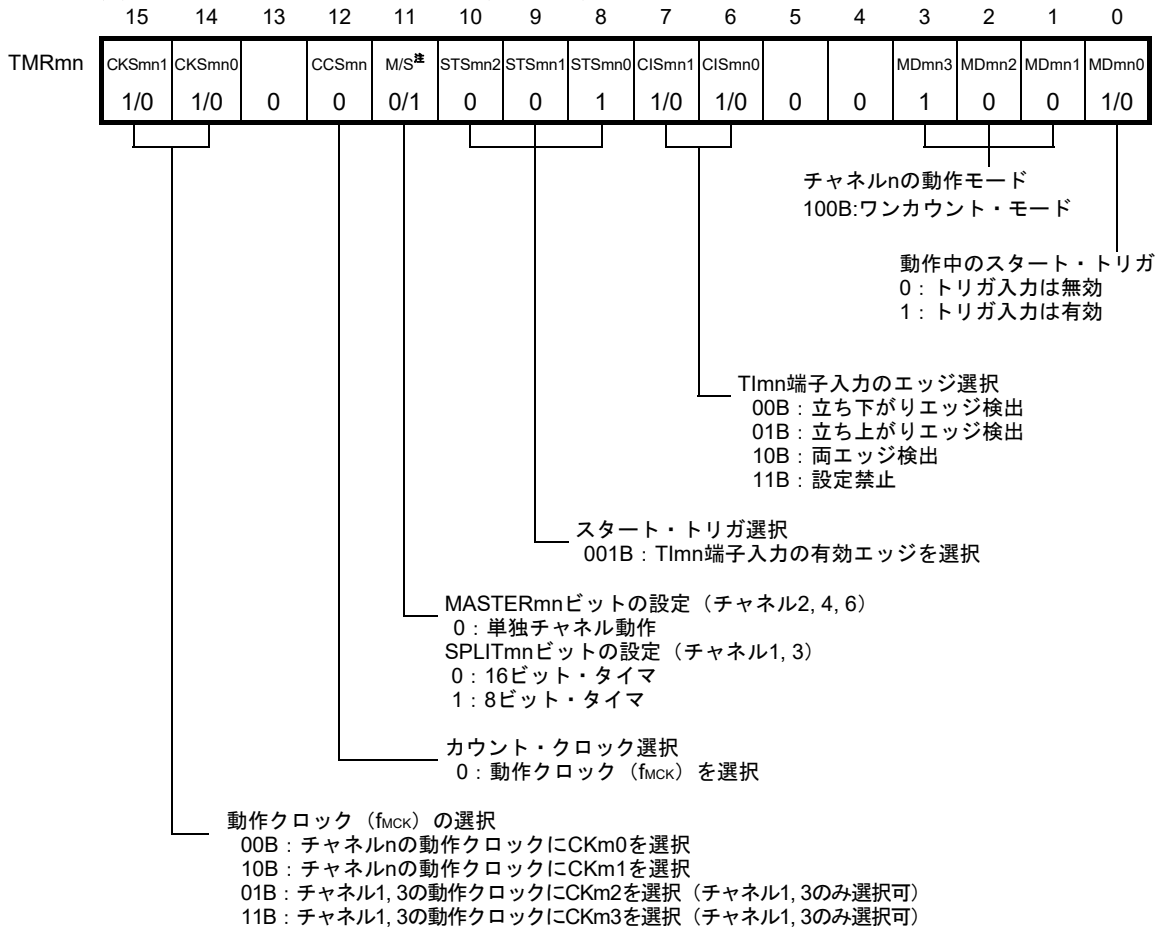 15 14 13 12 11 10 9 8 7 6 5 4 3 2 1 0
TMRmn CKSmn1 CKSmn0 CCSmn M/S注 STSmn2 STSmn1 STSmn0 CISmn1 CISmn0 MDmn3 MDmn2 MDmn1 MDmn0
1/0 1/0 0 0 0/1 0 0 1 1/0 1/0 0 0 1 0 0 1/0
チャネルnの動作モード
100B:ワンカウント・モード
動作中のスタート・トリガ
0：トリガ入力は無効
1：トリガ入力は有効
TImn端子入力のエッジ選択
00B：立ち下がりエッジ検出
01B：立ち上がりエッジ検出
10B：両エッジ検出
11B：設定禁止
スタート・トリガ選択
001B：TImn端子入力の有効エッジを選択
MASTERmnビットの設定（チャネル2, 4, 6）
0：単独チャネル動作
SPLITmnビットの設定（チャネル1, 3）
0：16ビット・タイマ
1：8ビット・タイマ
カウント・クロック選択
0：動作クロック（fMCK）を選択
動作クロック（fMCK）の選択
00B：チャネルnの動作クロックにCKm0を選択
10B：チャネルnの動作クロックにCKm1を選択
01B：チャネル1, 3の動作クロックにCKm2を選択（チャネル1, 3のみ選択可）
11B：チャネル1, 3の動作クロックにCKm3を選択（チャネル1, 3のみ選択可）